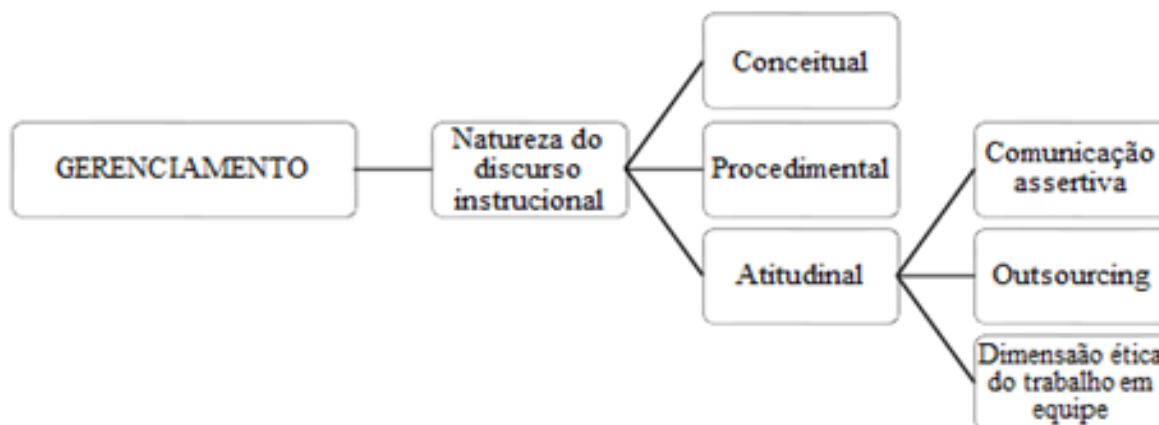 Conceitual
GERENCIAMENTO
Natureza do
discurso
instrucional
Procedimental
Atitudinal
Comunicação
assertiva
Outsourcing
Dimensaão ética
do trabalho em
equipe